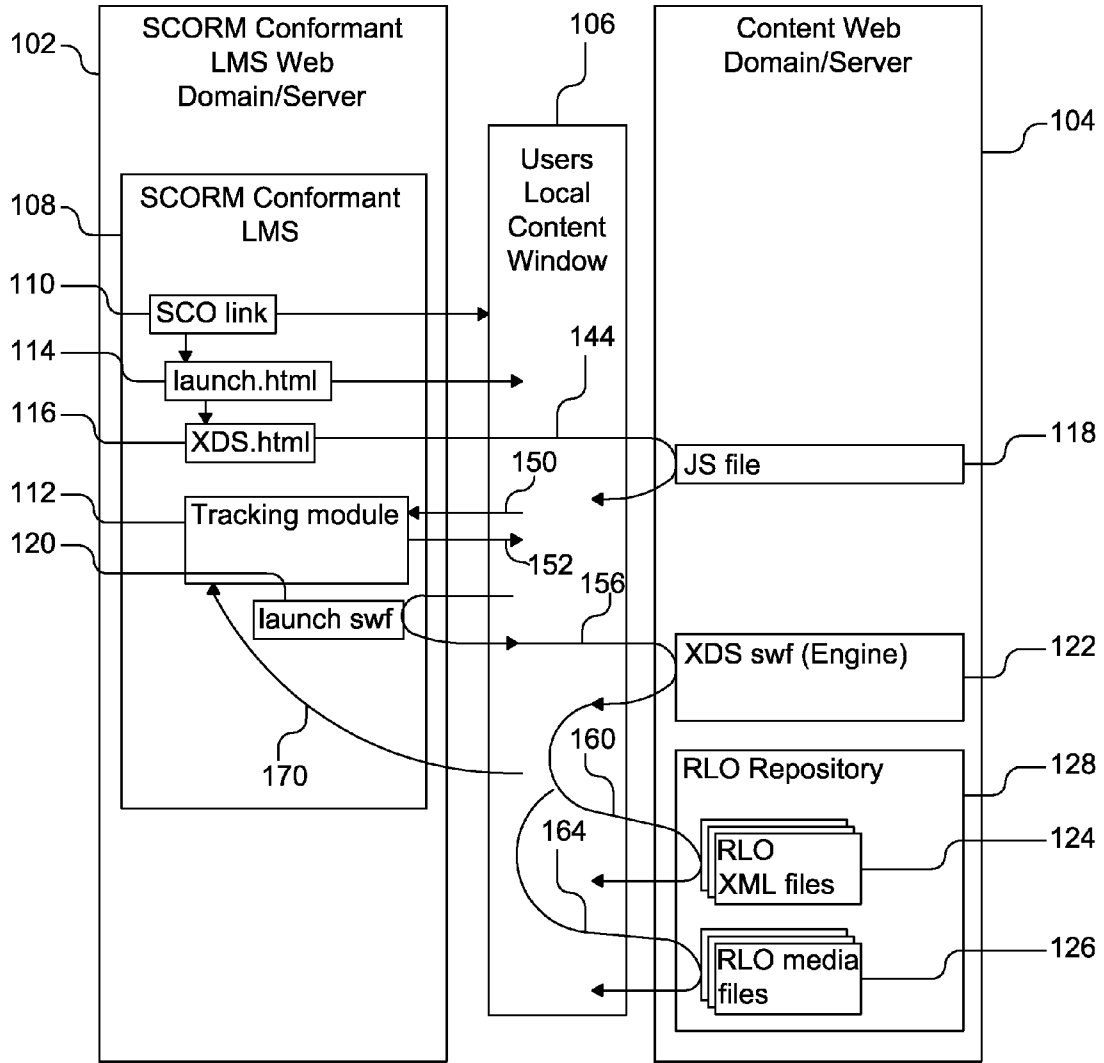 SCORM Conformant
LMS Web
Domain/Server
102
106
Content Web
Domain/Server
104
Users
Local
Content
Window
108
SCORM Conformant
LMS
110
SCO link
144
114
launch.html
116
XDS.html
118
JS file
150
112
Tracking module
152
120
156
launch swf
XDS swf (Engine)
122
160
170
RLO Repository
128
164
RLO
XML files
124
RLO media
files
126